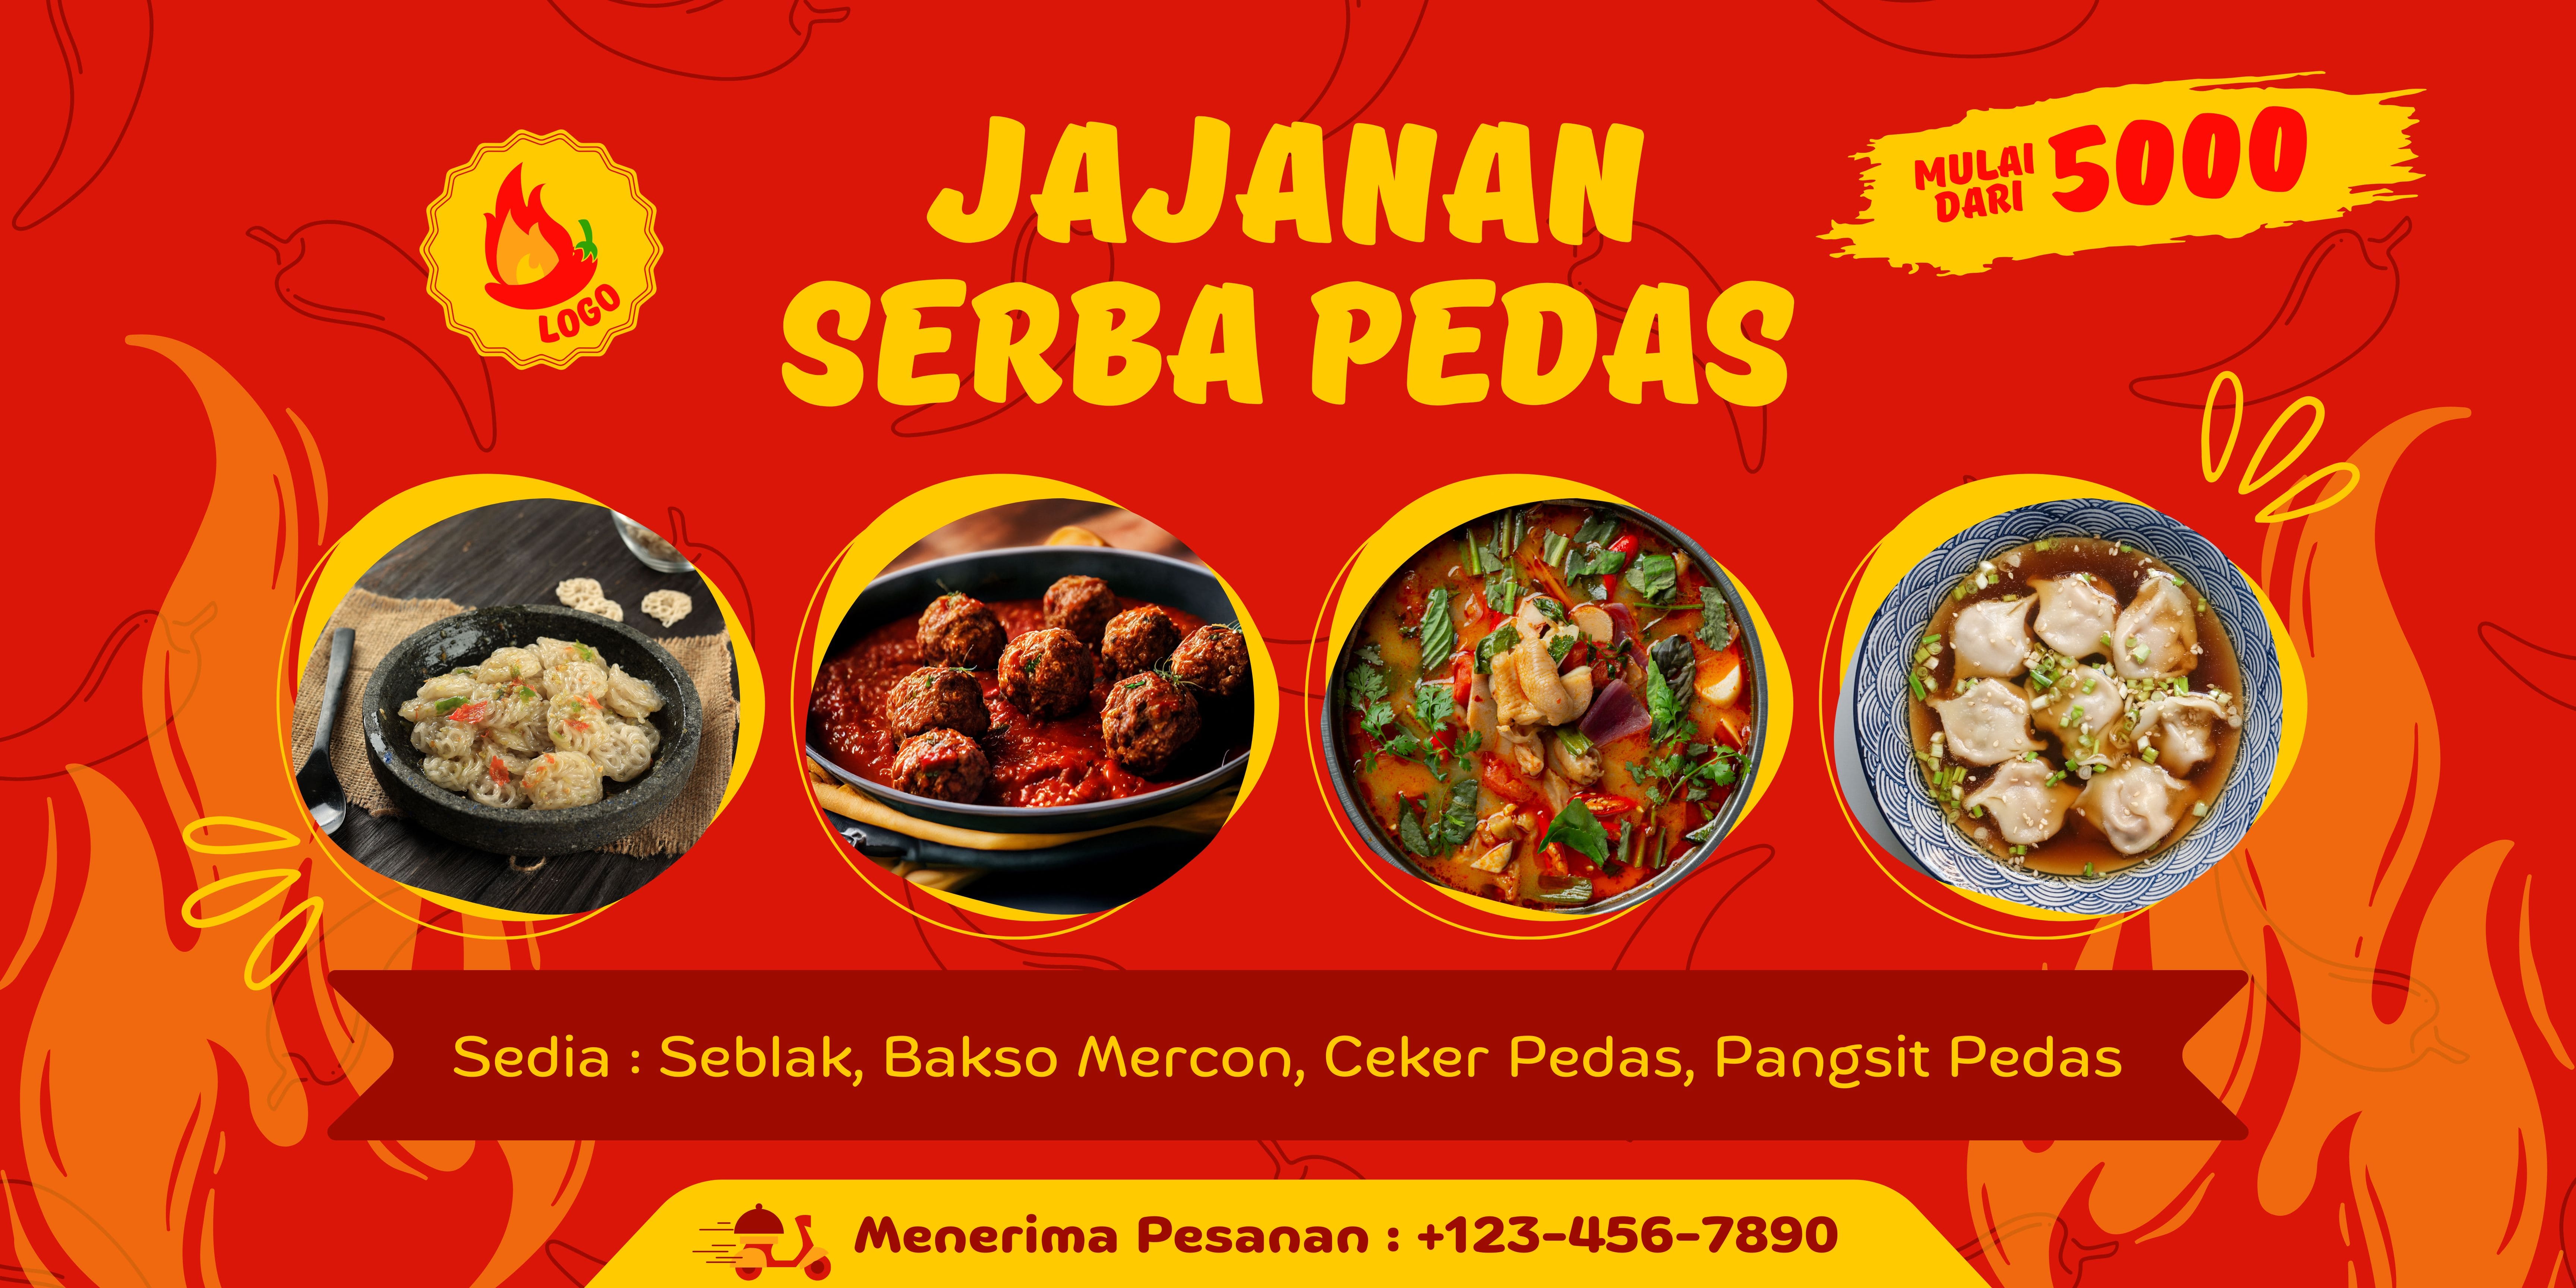 LOGO
JAJANAN
SERBA PEDAS
MULAI
DARI 5000
Sedia : Seblak, Bakso Mercon, Ceker Pedas, Pangsit Pedas
Menerima Pesanan : +123-456-7890